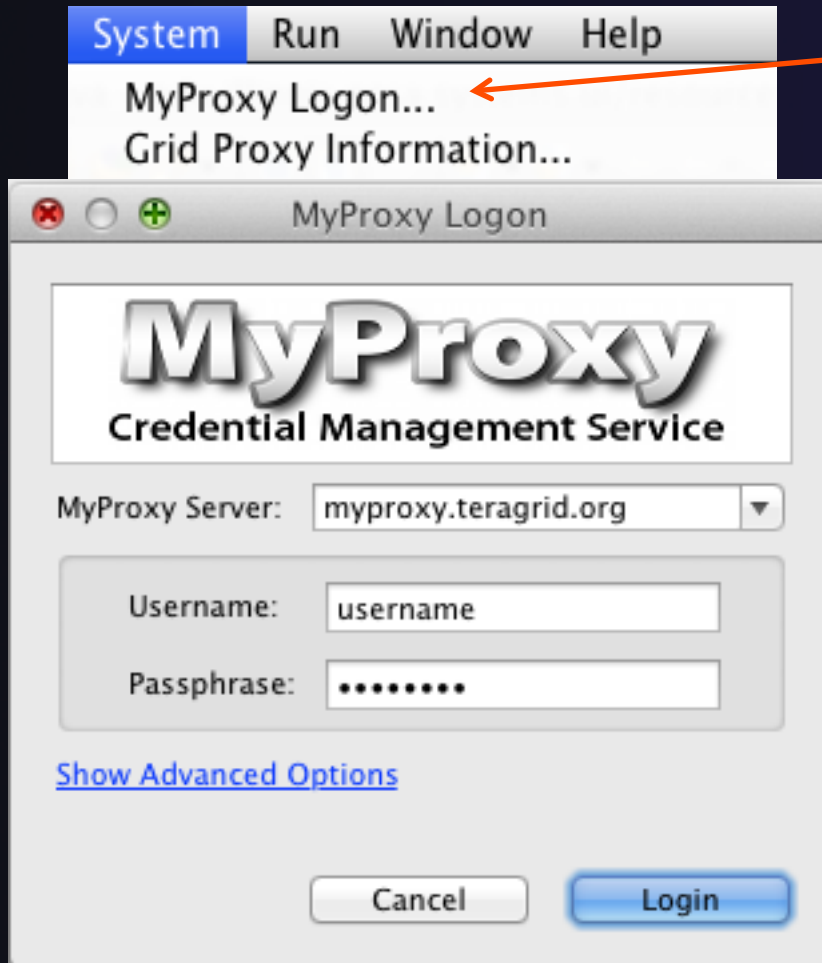 System Run Window Help
MyProxy Logon...
Grid Proxy Information...
MyProxy Logon
MyProxy
Credential Management Service
MyProxy Server: myproxy.teragrid.org
Username: username
Passphrase: ••••••••
Show Advanced Options
Cancel Login